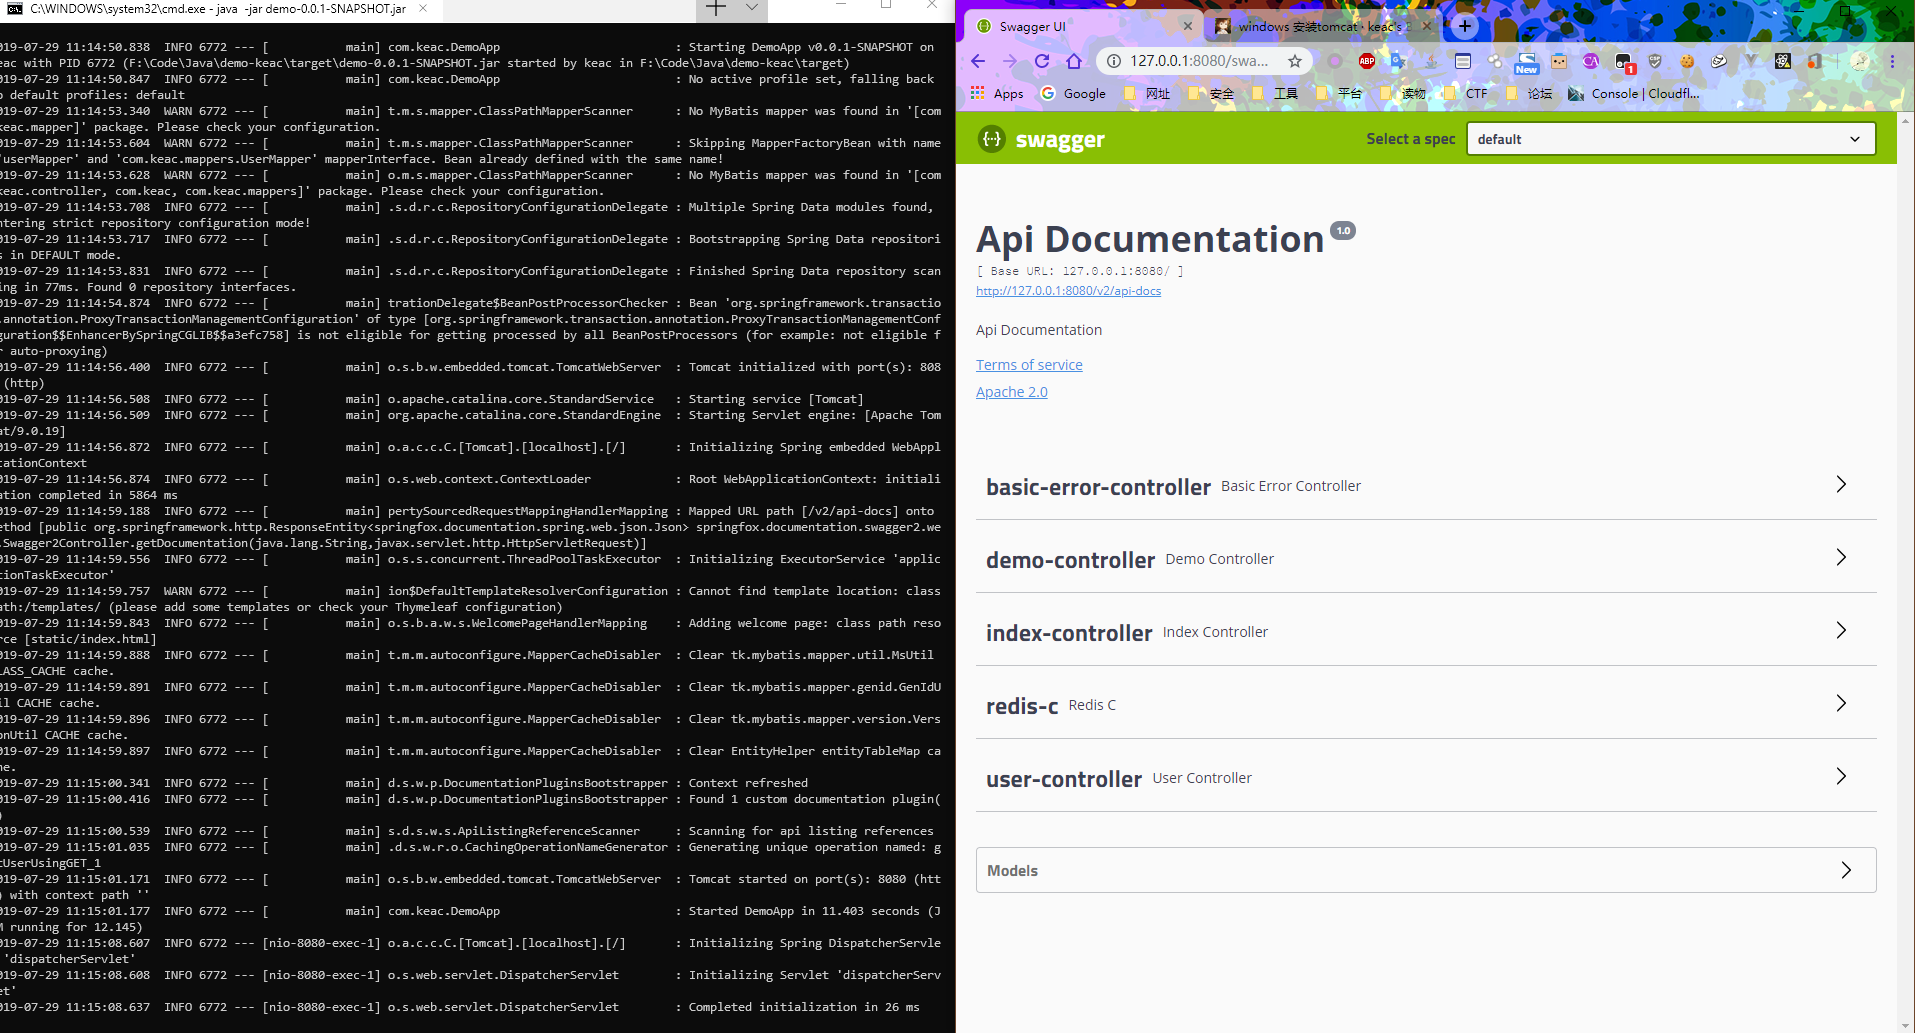 C:\WINDOWS\system32\cmd.exe - java  -jar demo-0.0.1-SNAPSHOT.jar
019-07-29 11:14:50.838  INFO 6772 --- [           main] com.keac.DemoApp                         : Starting DemoApp v0.0.1-SNAPSHOT on
eac with PID 6772 (F:\Code\Java\demo-keac\target\demo-0.0.1-SNAPSHOT.jar started by keac in F:\Code\Java\demo-keac\target)
019-07-29 11:14:50.847  INFO 6772 --- [           main] com.keac.DemoApp                         : No active profile set, falling back
o default profiles: default
019-07-29 11:14:53.340  WARN 6772 --- [           main] t.m.s.mapper.ClassPathMapperScanner      : No MyBatis mapper was found in '[com
keac.mapper]' package. Please check your configuration.
019-07-29 11:14:53.604  WARN 6772 --- [           main] t.m.s.mapper.ClassPathMapperScanner      : Skipping MapperFactoryBean with name
'userMapper' and 'com.keac.mappers.UserMapper' mapperInterface. Bean already defined with the same name!
019-07-29 11:14:53.628  WARN 6772 --- [           main] o.m.s.mapper.ClassPathMapperScanner      : No MyBatis mapper was found in '[com
keac.controller, com.keac, com.keac.mappers]' package. Please check your configuration.
019-07-29 11:14:53.708  INFO 6772 --- [           main] .s.d.r.c.RepositoryConfigurationDelegate : Multiple Spring Data modules found,
ntering strict repository configuration mode!
019-07-29 11:14:53.717  INFO 6772 --- [           main] .s.d.r.c.RepositoryConfigurationDelegate : Bootstrapping Spring Data repositori
s in DEFAULT mode.
019-07-29 11:14:53.831  INFO 6772 --- [           main] .s.d.r.c.RepositoryConfigurationDelegate : Finished Spring Data repository scan
ing in 77ms. Found 0 repository interfaces.
019-07-29 11:14:54.874  INFO 6772 --- [           main] trationDelegate$BeanPostProcessorChecker : Bean 'org.springframework.transactio
.annotation.ProxyTransactionManagementConfiguration' of type [org.springframework.transaction.annotation.ProxyTransactionManagementConf
guration$$EnhancerBySpringCGLIB$$a3efc758] is not eligible for getting processed by all BeanPostProcessors (for example: not eligible f
r auto-proxying)
019-07-29 11:14:56.400  INFO 6772 --- [           main] o.s.b.w.embedded.tomcat.TomcatWebServer  : Tomcat initialized with port(s): 808
(http)
019-07-29 11:14:56.508  INFO 6772 --- [           main] o.apache.catalina.core.StandardService   : Starting service [Tomcat]
019-07-29 11:14:56.509  INFO 6772 --- [           main] org.apache.catalina.core.StandardEngine  : Starting Servlet engine: [Apache Tom
at/9.0.19]
019-07-29 11:14:56.872  INFO 6772 --- [           main] o.a.c.c.C.[Tomcat].[localhost].[/]       : Initializing Spring embedded WebAppl
cationContext
019-07-29 11:14:56.874  INFO 6772 --- [           main] o.s.web.context.ContextLoader            : Root WebApplicationContext: initiali
ation completed in 5864 ms
019-07-29 11:14:59.188  INFO 6772 --- [           main] pertySourcedRequestMappingHandlerMapping : Mapped URL path [/v2/api-docs] onto
ethod [public org.springframework.http.ResponseEntity<springfox.documentation.spring.web.json.Json> springfox.documentation.swagger2.we
.Swagger2Controller.getDocumentation(java.lang.String,javax.servlet.http.HttpServletRequest)]
019-07-29 11:14:59.556  INFO 6772 --- [           main] o.s.s.concurrent.ThreadPoolTaskExecutor  : Initializing ExecutorService 'applic
tionTaskExecutor'
019-07-29 11:14:59.757  WARN 6772 --- [           main] ion$DefaultTemplateResolverConfiguration : Cannot find template location: class
ath:/templates/ (please add some templates or check your Thymeleaf configuration)
019-07-29 11:14:59.843  INFO 6772 --- [           main] o.s.b.a.w.s.WelcomePageHandlerMapping    : Adding welcome page: class path reso
rce [static/index.html]
019-07-29 11:14:59.888  INFO 6772 --- [           main] t.m.m.autoconfigure.MapperCacheDisabler  : Clear tk.mybatis.mapper.util.MsUtil
LASS_CACHE cache.
019-07-29 11:14:59.891  INFO 6772 --- [           main] t.m.m.autoconfigure.MapperCacheDisabler  : Clear tk.mybatis.mapper.genid.GenIdU
il CACHE cache.
019-07-29 11:14:59.896  INFO 6772 --- [           main] t.m.m.autoconfigure.MapperCacheDisabler  : Clear tk.mybatis.mapper.version.Vers
onUtil CACHE cache.
019-07-29 11:14:59.897  INFO 6772 --- [           main] t.m.m.autoconfigure.MapperCacheDisabler  : Clear EntityHelper entityTableMap ca
he.
019-07-29 11:15:00.341  INFO 6772 --- [           main] d.s.w.p.DocumentationPluginsBootstrapper : Context refreshed
019-07-29 11:15:00.416  INFO 6772 --- [           main] d.s.w.p.DocumentationPluginsBootstrapper : Found 1 custom documentation plugin(
)
019-07-29 11:15:00.539  INFO 6772 --- [           main] s.d.s.w.s.ApiListingReferenceScanner     : Scanning for api listing references
019-07-29 11:15:01.035  INFO 6772 --- [           main] .d.s.w.r.o.CachingOperationNameGenerator : Generating unique operation named: g
tUserUsingGET_1
019-07-29 11:15:01.171  INFO 6772 --- [           main] o.s.b.w.embedded.tomcat.TomcatWebServer  : Tomcat started on port(s): 8080 (htt
) with context path ''
019-07-29 11:15:01.177  INFO 6772 --- [           main] com.keac.DemoApp                         : Started DemoApp in 11.403 seconds (J
M running for 12.145)
019-07-29 11:15:08.607  INFO 6772 --- [nio-8080-exec-1] o.a.c.c.C.[Tomcat].[localhost].[/]       : Initializing Spring DispatcherServle
'dispatcherServlet'
019-07-29 11:15:08.608  INFO 6772 --- [nio-8080-exec-1] o.s.web.servlet.DispatcherServlet        : Initializing Servlet 'dispatcherServ
et'
019-07-29 11:15:08.637  INFO 6772 --- [nio-8080-exec-1] o.s.web.servlet.DispatcherServlet        : Completed initialization in 26 ms
Swagger UI
windows 安装tomcat · keac's
127.0.0.1:8080/swa...
ABP
New
CA
1
Apps
Google
网址
安全
工具
平台
读物
CTF
论坛
Console | Cloudfl...
swagger
Select a spec
default
Api Documentation 1.0
[ Base URL: 127.0.0.1:8080/ ]
http://127.0.0.1:8080/v2/api-docs
Api Documentation
Terms of service
Apache 2.0
basic-error-controller Basic Error Controller
demo-controller Demo Controller
index-controller Index Controller
redis-c Redis C
user-controller User Controller
Models